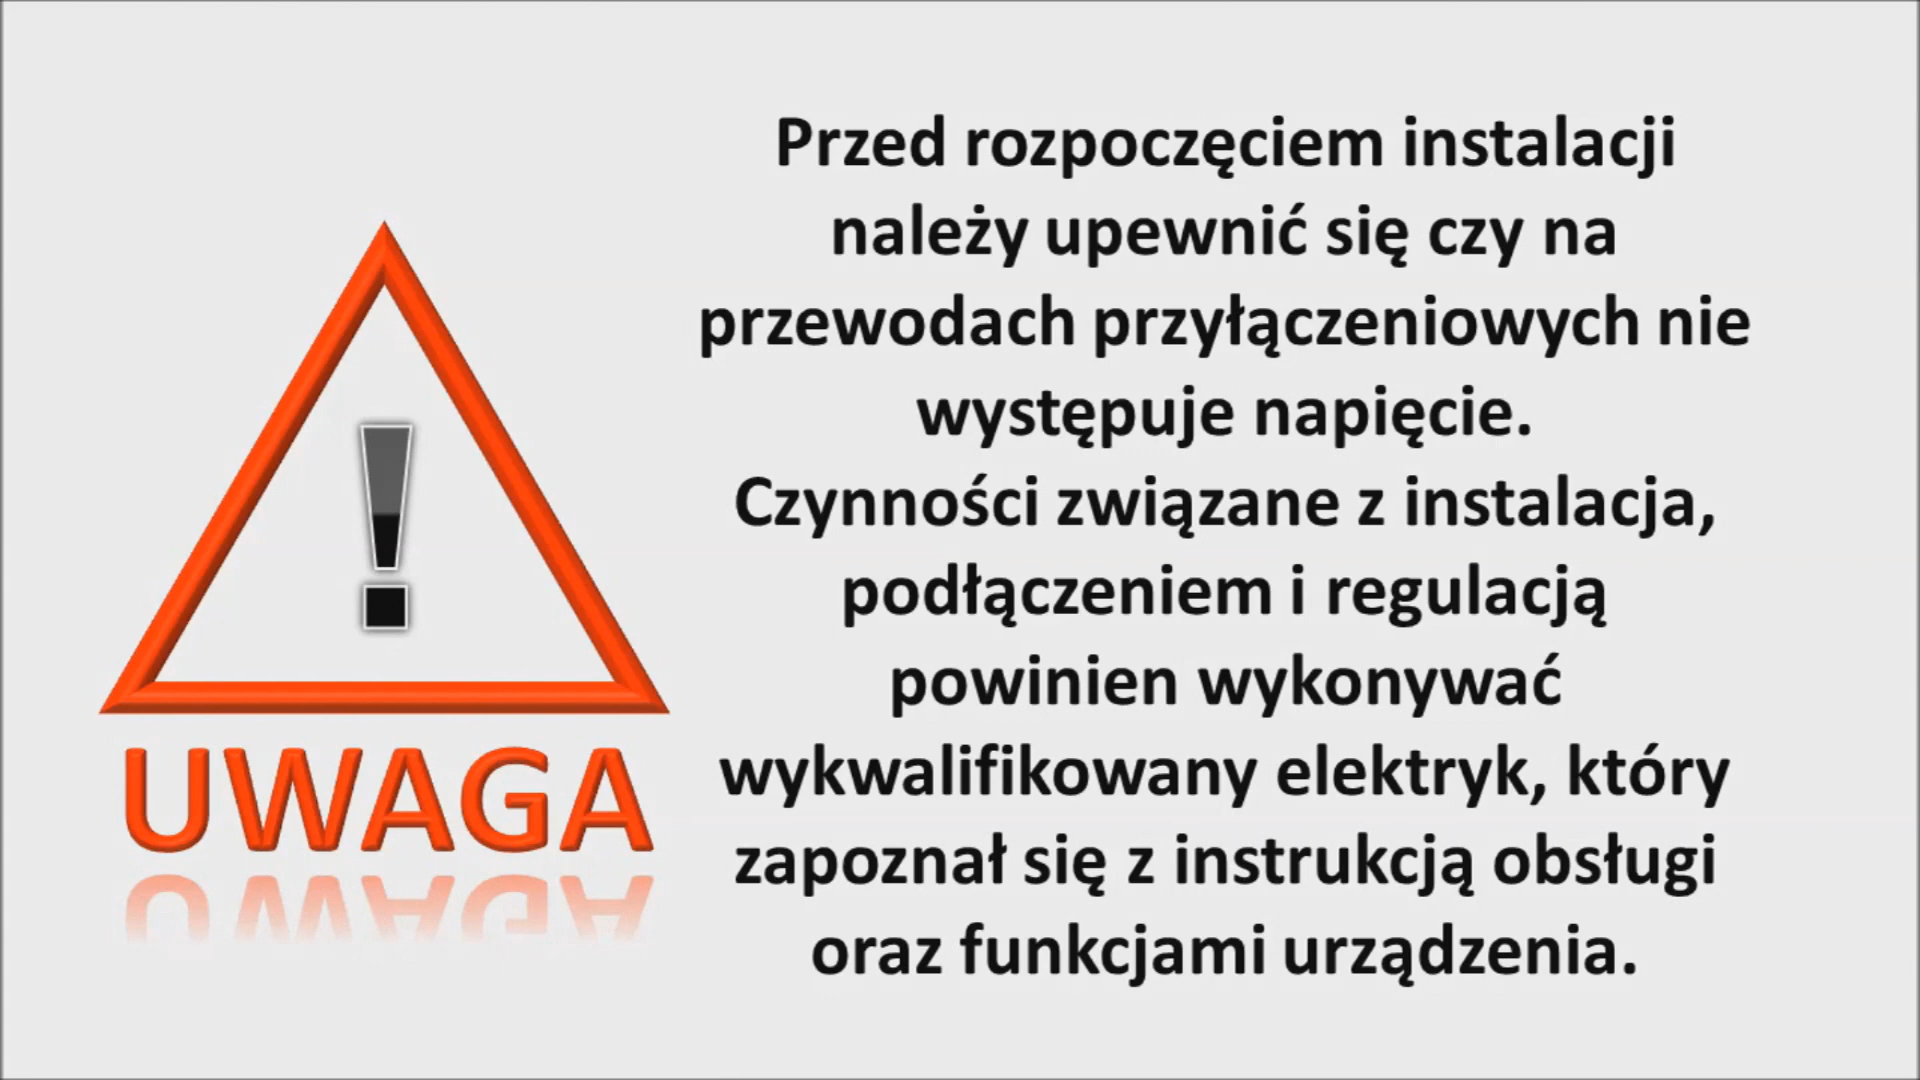 Przed rozpoczęciem instalacji
należy upewnić się czy na
przewodach przyłączeniowych nie
występuje napięcie.
Czynności związane z instalacja,
podłączeniem i regulacją
powinien wykonywać
wykwalifikowany elektryk, który
zapoznał się z instrukcją obsługi
oraz funkcjami urządzenia.
!
UWAGA